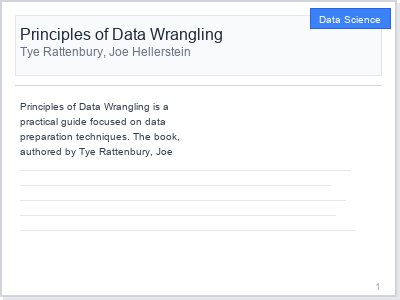 Data Science
Principles of Data Wrangling
Tye Rattenbury, Joe Hellerstein
Principles of Data Wrangling is a
practical guide focused on data
preparation techniques. The book,
authored by Tye Rattenbury, Joe
1